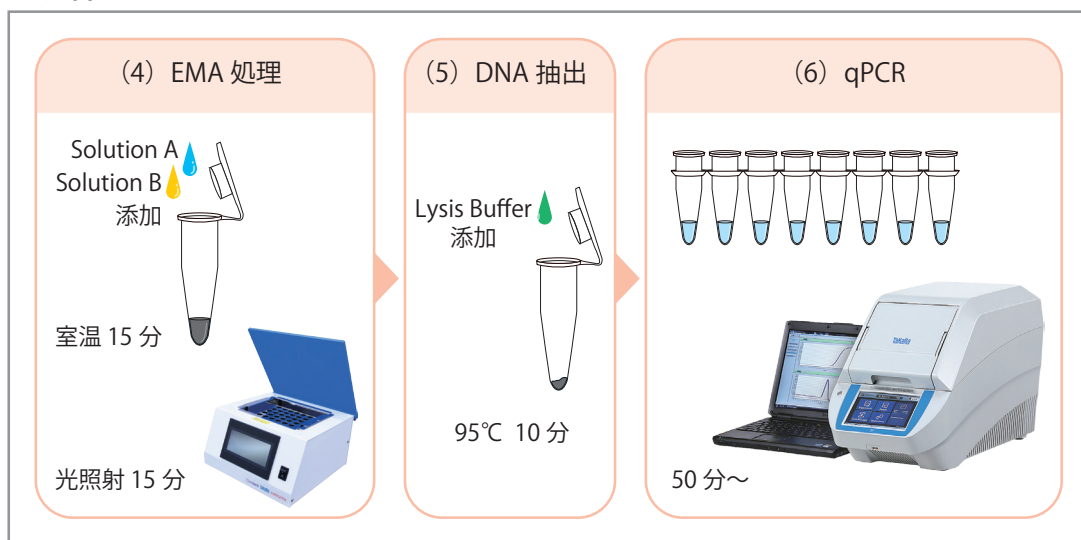 （4）EMA 処理
Solution A
Solution B
添加
室温 15 分
光照射 15 分
（5）DNA 抽出
Lysis Buffer
添加
95℃ 10 分
（6）qPCR
TaKaRa
50 分～